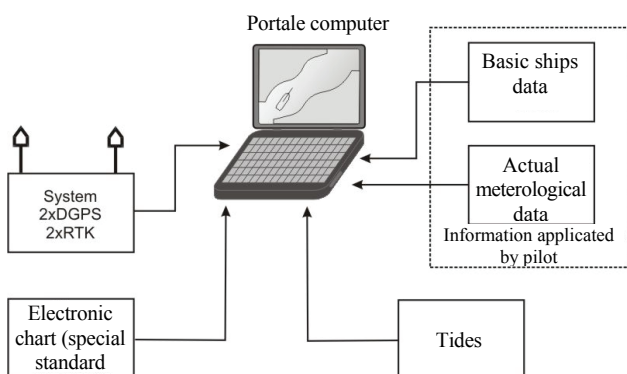 Portale computer
Basic ships
data
System
2xDGPS
2xRTK
Actual
meterological
data
Information applicated
by pilot
Electronic
chart (special
standard
Tides